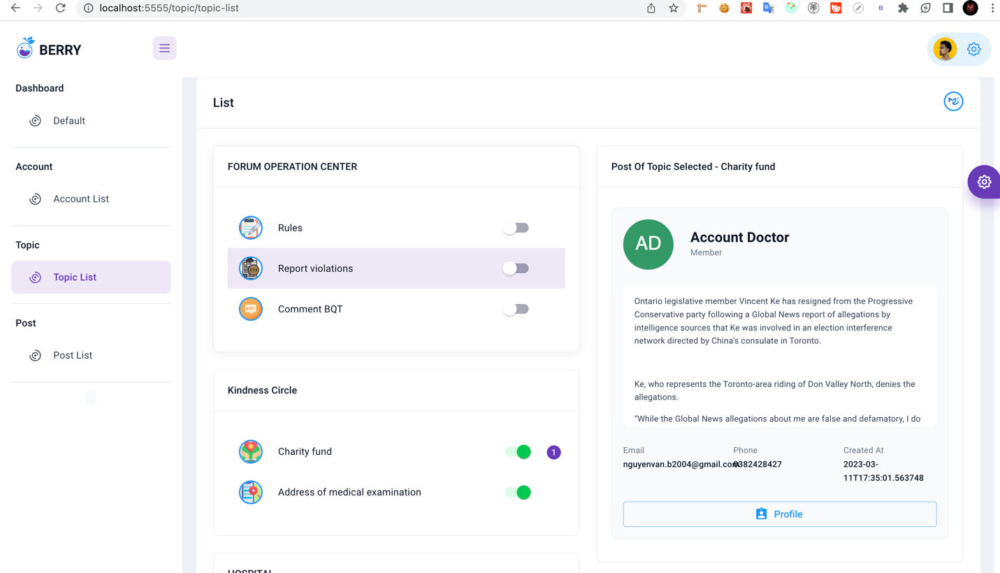 localhost:5555/topic/topic-list
B
BERRY
Dashboard
Default
Account
Account List
Topic
Topic List
Post
Post List
List
FORUM OPERATION CENTER
Rules
Report violations
Comment BQT
Kindness Circle
Charity fund
1
Address of medical examination
Post Of Topic Selected - Charity fund
AD
Account Doctor
Member
Ontario legislative member Vincent Ke has resigned from the Progressive
Conservative party following a Global News report of allegations by
intelligence sources that Ke was involved in an election interference
network directed by China’s consulate in Toronto.
Ke, who represents the Toronto-area riding of Don Valley North, denies the
allegations.
“While the Global News allegations about me are false and defamatory, I do
Email
nguyenvan.b2004@gmail.com
Phone
0382428427
Created At
2023-03-
11T17:35:01.563748
Profile
HOSPITAL